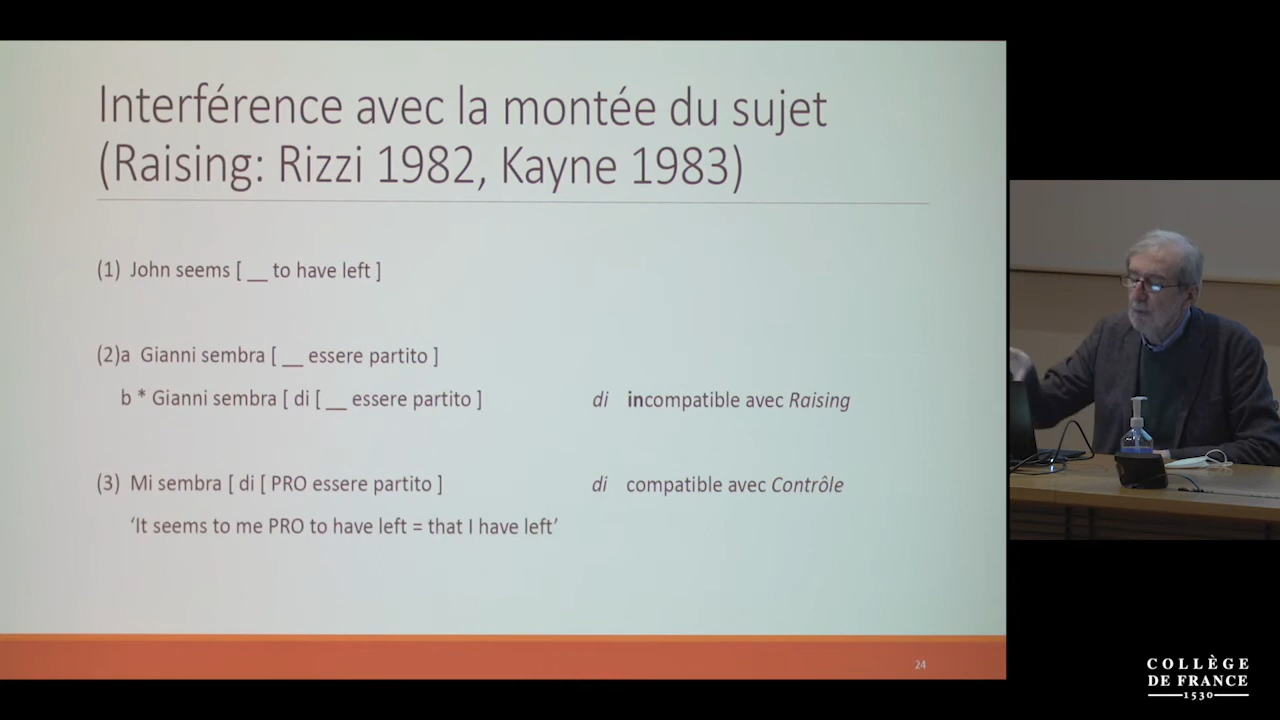 Interférence avec la montée du sujet
(Raising: Rizzi 1982, Kayne 1983)
(1) John seems [ __ to have left ]
(2)a Gianni sembra [ __ essere partito ]
b * Gianni sembra [ di [ __ essere partito ] di incompatible avec Raising
(3) Mi sembra [ di [ PRO essere partito ] di compatible avec Contrôle
‘It seems to me PRO to have left = that I have left’
24
COLLÈGE
DE FRANCE
1530